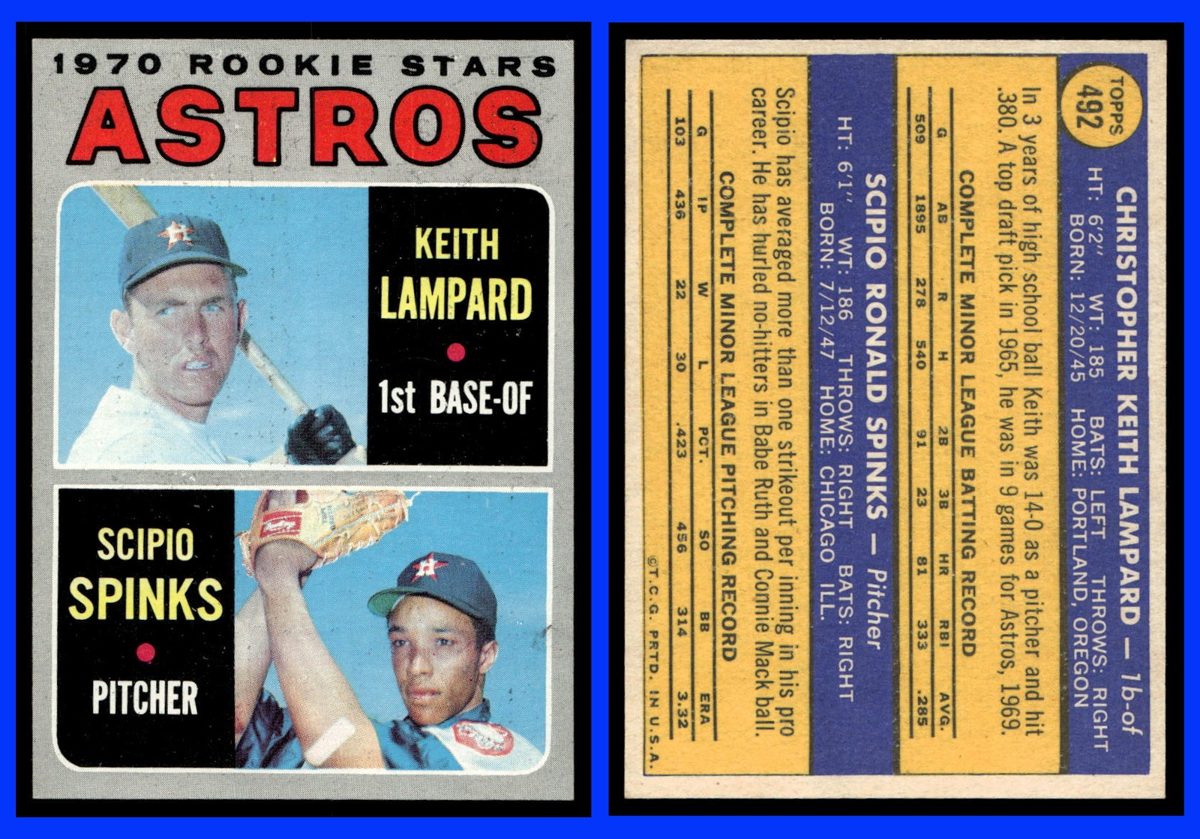 1970 ROOKIE STARS
ASTROS
KEITH
LAMPARD
1st BASE-OF
SCIPIO
SPINKS
PITCHER
H
H
Rawlings
TOPPS
492
CHRISTOPHER KEITH LAMPARD — 1b-of
HT: 6'2" WT: 185 BATS: LEFT THROWS: RIGHT
BORN: 12/20/45 HOME: PORTLAND, OREGON
In 3 years of high school ball Keith was 14-0 as a pitcher and hit
.380. A top draft pick in 1965, he was in 9 games for Astros, 1969.
COMPLETE MINOR LEAGUE BATTING RECORD
G AB R H 2B 3B HR RBI AVG.
509 1895 278 540 91 23 81 333 .285
SCIPIO RONALD SPINKS — Pitcher
HT: 6'1" WT: 186 THROWS: RIGHT BATS: RIGHT
BORN: 7/12/47 HOME: CHICAGO ILL.
Scipio has averaged more than one strikeout per inning in his pro
career. He has hurled no-hitters in Babe Ruth and Connie Mack ball.
COMPLETE MINOR LEAGUE PITCHING RECORD
G IP W L PCT. SO BB ERA
103 436 22 30 .423 456 314 3.32
©T.C.G. PRTD. IN U.S.A.